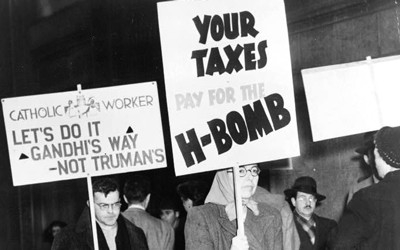 CATHOLIC WORKER
LET'S DO IT
GANDHI'S WAY
-NOT TRUMAN'S
YOUR
TAXES
PAY FOR THE
H-BOMB